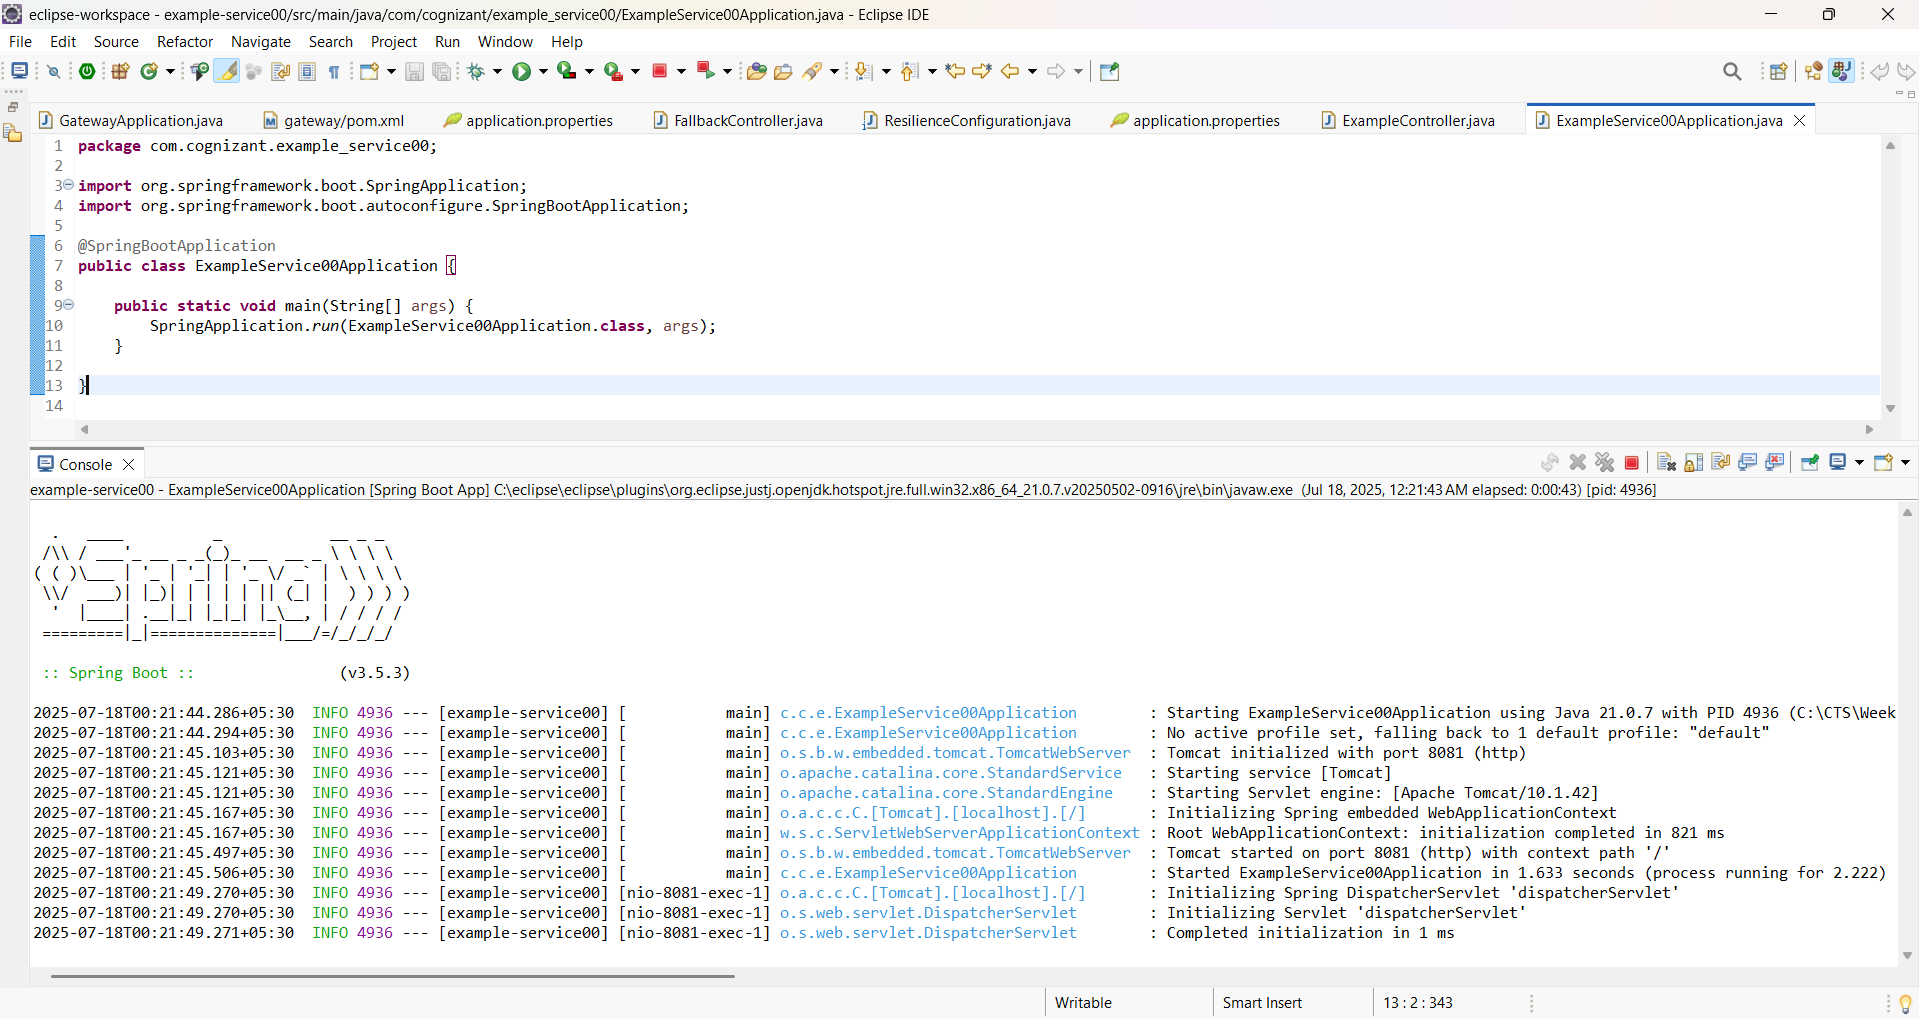 eclipse-workspace - example-service00/src/main/java/com/cognizant/example_service00/ExampleService00Application.java - Eclipse IDE
File Edit Source Refactor Navigate Search Project Run Window Help
GatewayApplication.java gateway/pom.xml application.properties FallbackController.java ResilienceConfiguration.java application.properties ExampleController.java ExampleService00Application.java
1 package com.cognizant.example_service00;
2
3 import org.springframework.boot.SpringApplication;
4 import org.springframework.boot.autoconfigure.SpringBootApplication;
5
6 @SpringBootApplication
7 public class ExampleService00Application {
8
9     public static void main(String[] args) {
10         SpringApplication.run(ExampleService00Application.class, args);
11     }
12
13 }
14
Console
example-service00 - ExampleService00Application [Spring Boot App] C:\eclipse\eclipse\plugins\org.eclipse.justj.openjdk.hotspot.jre.full.win32.x86_64_21.0.7.v20250502-0916\jre\bin\javaw.exe (Jul 18, 2025, 12:21:43 AM elapsed: 0:00:43) [pid: 4936]
  .   ____          _            __ _ _
 /\\ / ___'_ __ _ _(_)_ __  __ _ \ \ \ \
( ( )\___ | '_ | '_| | '_ \/ _` | \ \ \ \
 \\/  ___)| |_)| | | | | || (_| |  ) ) ) )
  '  |____| .__|_| |_|_| |_\__, | / / / /
 =========|_|==============|___/=/_/_/_/
:: Spring Boot :: (v3.5.3)
2025-07-18T00:21:44.286+05:30 INFO 4936 --- [example-service00] [           main] c.c.e.ExampleService00Application        : Starting ExampleService00Application using Java 21.0.7 with PID 4936 (C:\CTS\Week
2025-07-18T00:21:44.294+05:30 INFO 4936 --- [example-service00] [           main] c.c.e.ExampleService00Application        : No active profile set, falling back to 1 default profile: "default"
2025-07-18T00:21:45.103+05:30 INFO 4936 --- [example-service00] [           main] o.s.b.w.embedded.tomcat.TomcatWebServer  : Tomcat initialized with port 8081 (http)
2025-07-18T00:21:45.121+05:30 INFO 4936 --- [example-service00] [           main] o.apache.catalina.core.StandardService   : Starting service [Tomcat]
2025-07-18T00:21:45.121+05:30 INFO 4936 --- [example-service00] [           main] o.apache.catalina.core.StandardEngine    : Starting Servlet engine: [Apache Tomcat/10.1.42]
2025-07-18T00:21:45.167+05:30 INFO 4936 --- [example-service00] [           main] o.a.c.c.C.[Tomcat].[localhost].[/]       : Initializing Spring embedded WebApplicationContext
2025-07-18T00:21:45.167+05:30 INFO 4936 --- [example-service00] [           main] w.s.c.ServletWebServerApplicationContext : Root WebApplicationContext: initialization completed in 821 ms
2025-07-18T00:21:45.497+05:30 INFO 4936 --- [example-service00] [           main] o.s.b.w.embedded.tomcat.TomcatWebServer  : Tomcat started on port 8081 (http) with context path '/'
2025-07-18T00:21:45.506+05:30 INFO 4936 --- [example-service00] [           main] c.c.e.ExampleService00Application        : Started ExampleService00Application in 1.633 seconds (process running for 2.222)
2025-07-18T00:21:49.270+05:30 INFO 4936 --- [example-service00] [nio-8081-exec-1] o.a.c.c.C.[Tomcat].[localhost].[/]       : Initializing Spring DispatcherServlet 'dispatcherServlet'
2025-07-18T00:21:49.270+05:30 INFO 4936 --- [example-service00] [nio-8081-exec-1] o.s.web.servlet.DispatcherServlet        : Initializing Servlet 'dispatcherServlet'
2025-07-18T00:21:49.271+05:30 INFO 4936 --- [example-service00] [nio-8081-exec-1] o.s.web.servlet.DispatcherServlet        : Completed initialization in 1 ms
Writable Smart Insert 13 : 2 : 343